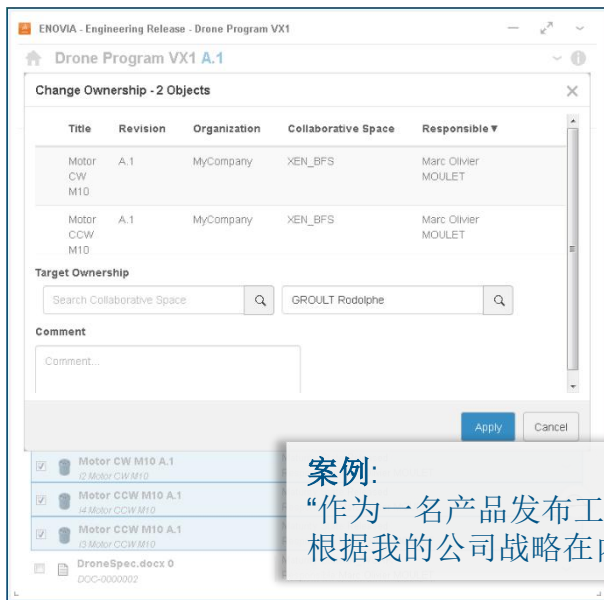 ENOVIA - Engineering Release - Drone Program VX1
Drone Program VX1 A.1
Change Ownership - 2 Objects
Title Revision Organization Collaborative Space Responsible ▼
Motor CW M10 A.1 MyCompany XEN_BFS Marc Olivier MOULET
Motor CCW M10 A.1 MyCompany XEN_BFS Marc Olivier MOULET
Target Ownership
Search Collaborative Space GROULT Rodolphe
Comment
Comment...
Apply Cancel
Motor CW M10 A.1
I2 Motor CW M10
Motor CCW M10 A.1
I4 Motor CCW M10
Motor CCW M10 A.1
I3 Motor CCW M10
DroneSpec.docx 0
DOC-0000002
案例:
“作为一名产品发布工
根据我的公司战略在